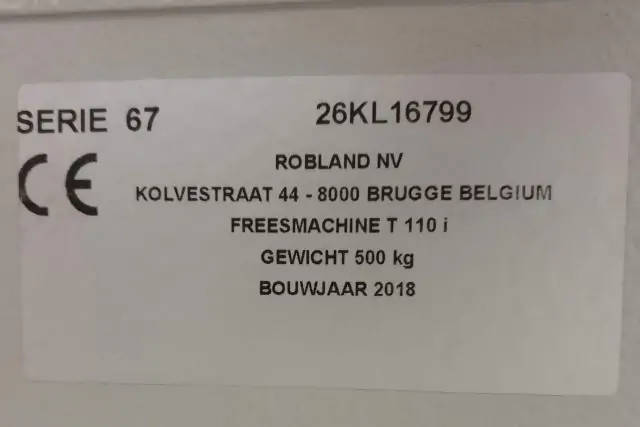 SERIE 67 26KL16799
CE
ROBLAND NV
KOLVESTRAAT 44 - 8000 BRUGGE BELGIUM
FREESMACHINE T 110 i
GEWICHT 500 kg
BOUWJAAR 2018